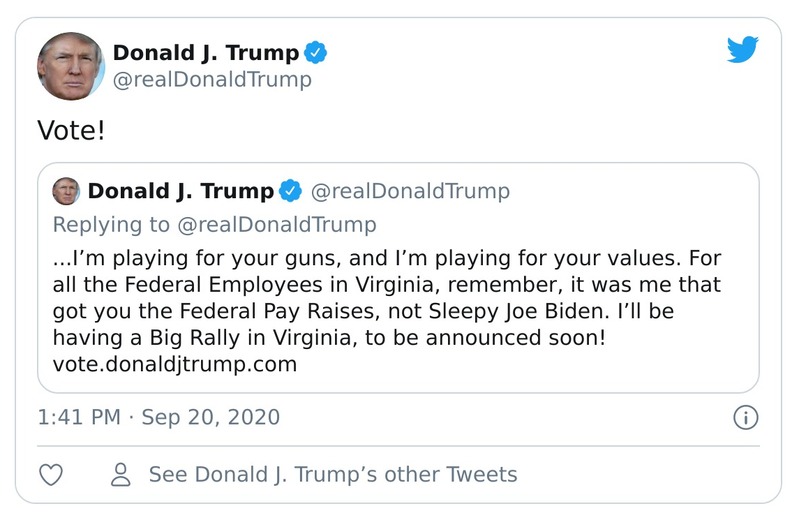 Donald J. Trump
@realDonaldTrump
Vote!
Donald J. Trump @realDonaldTrump
Replying to @realDonaldTrump
...I’m playing for your guns, and I’m playing for your values. For
all the Federal Employees in Virginia, remember, it was me that
got you the Federal Pay Raises, not Sleepy Joe Biden. I’ll be
having a Big Rally in Virginia, to be announced soon!
vote.donaldjtrump.com
1:41 PM · Sep 20, 2020
See Donald J. Trump’s other Tweets